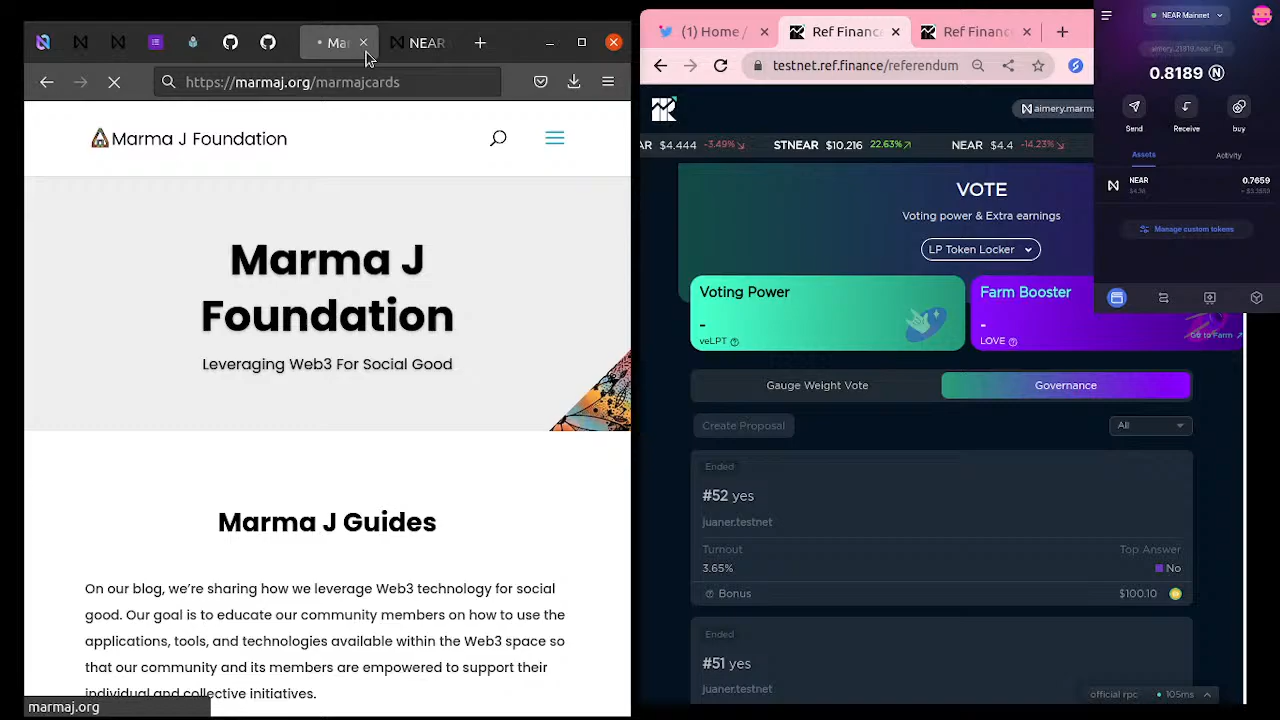 Mar
NEAR
https://marmaj.org/marmajcards
Marma J Foundation
Marma J
Foundation
Leveraging Web3 For Social Good
Marma J Guides
On our blog, we’re sharing how we leverage Web3 technology for social
good. Our goal is to educate our community members on how to use the
applications, tools, and technologies available within the Web3 space so
that our community and its members are empowered to support their
individual and collective initiatives.
marmaj.org
(1) Home /
Ref Financ
Ref Financ
testnet.ref.finance/referendum
aimery.marma
AR $4.444 -3.49% STNEAR $10.216 22.63% NEAR $4.4 -14.23%
VOTE
Voting power & Extra earnings
LP Token Locker
Voting Power
-
veLPT
Farm Booster
-
LOVE
Go to Farm
Gauge Weight Vote
Governance
Create Proposal
All
Ended
#52 yes
juaner.testnet
Turnout Top Answer
3.65% No
Bonus $100.10
Ended
#51 yes
juaner.testnet
official rpc 105ms
NEAR Mainnet
0.8189
Send Receive buy
Assets Activity
NEAR 0.7659
Manage custom tokens